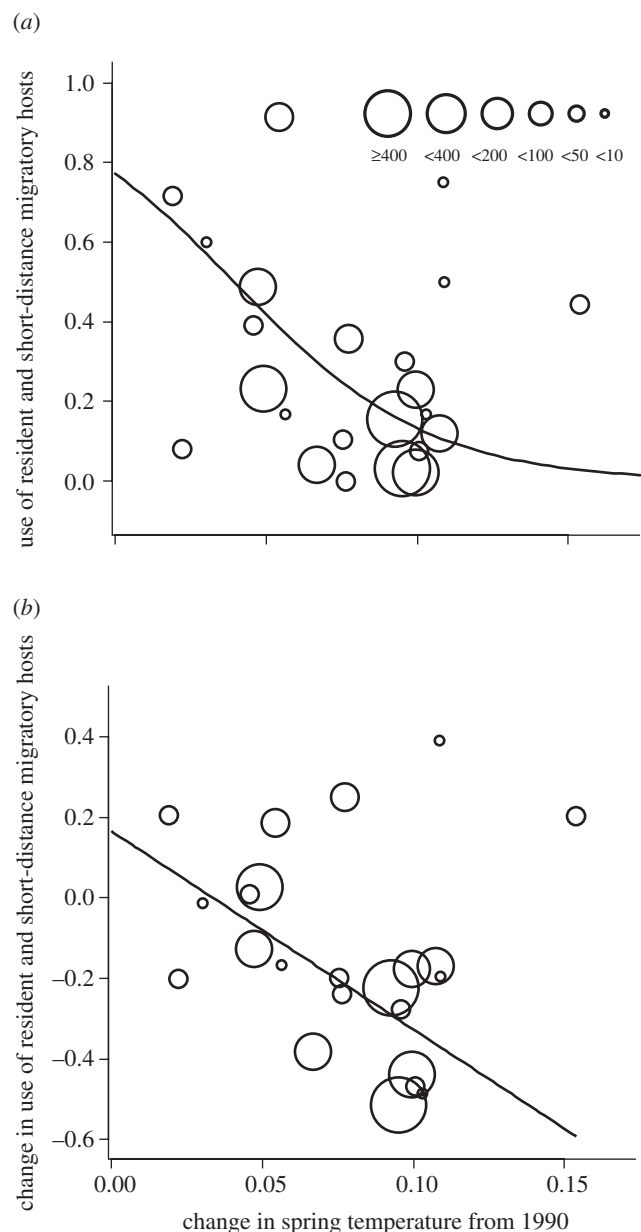 (a)
use of resident and short-distance migratory hosts
1.0
0.8
0.6
0.4
0.2
0.0
≥400 <400 <200 <100 <50 <10
(b)
change in use of resident and short-distance migratory hosts
0.4
0.2
0.0
−0.2
−0.4
−0.6
0.00 0.05 0.10 0.15
change in spring temperature from 1990